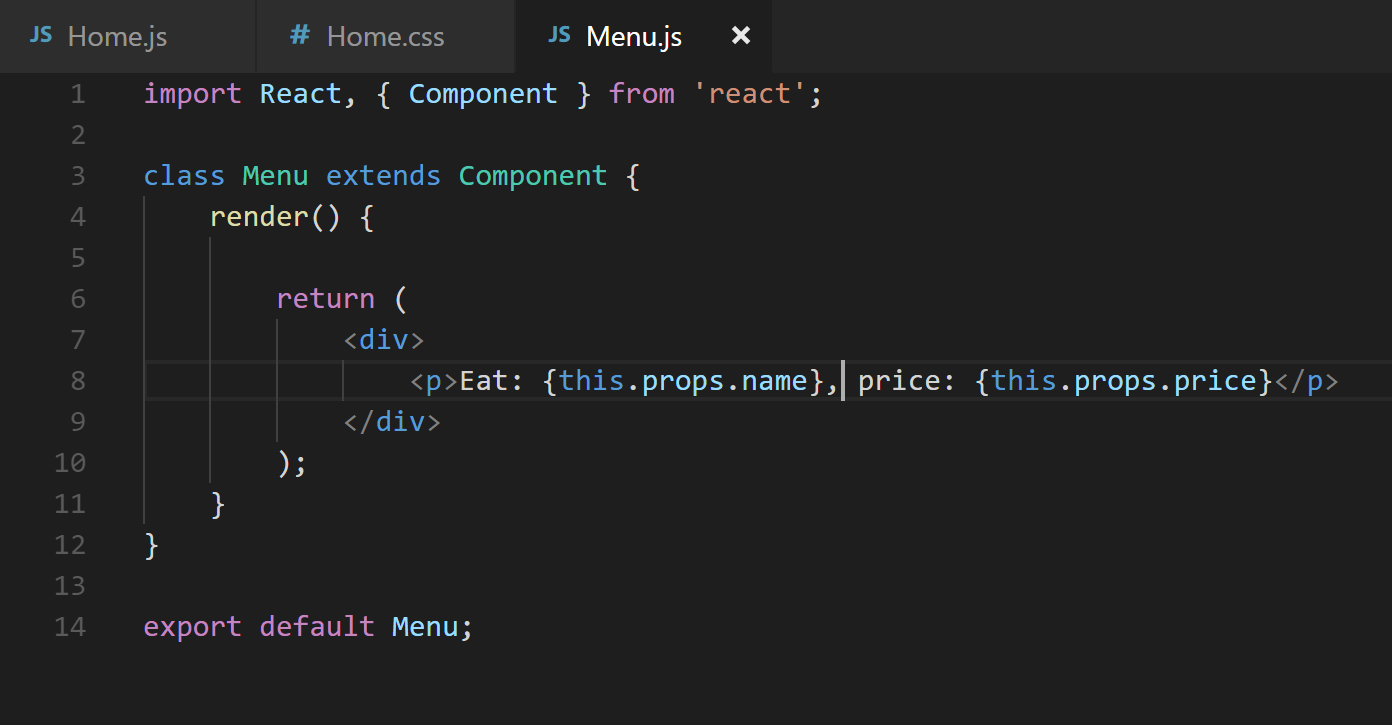 JS Home.js # Home.css JS Menu.js ×
1 import React, { Component } from 'react';
2
3 class Menu extends Component {
4     render() {
5
6         return (
7             <div>
8                 <p>Eat: {this.props.name}, price: {this.props.price}</p>
9             </div>
10         );
11     }
12 }
13
14 export default Menu;